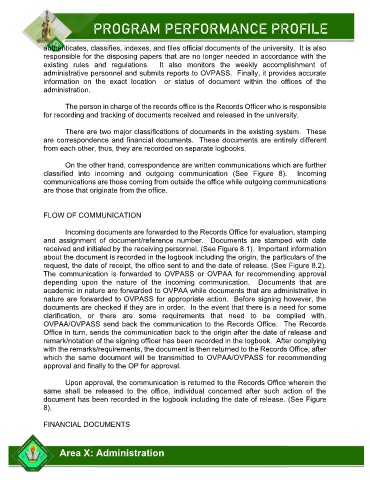 PROGRAM PERFORMANCE PROFILE
authenticates, classifies, indexes, and files official documents of the university. It is also
responsible for the disposing papers that are no longer needed in accordance with the
existing rules and regulations. It also monitors the weekly accomplishment of
administrative personnel and submits reports to OVPASS. Finally, it provides accurate
information on the exact location or status of document within the offices of the
administration.
The person in charge of the records office is the Records Officer who is responsible
for recording and tracking of documents received and released in the university.
There are two major classifications of documents in the existing system. These
are correspondence and financial documents. These documents are entirely different
from each other, thus, they are recorded on separate logbooks.
On the other hand, correspondence are written communications which are further
classified into incoming and outgoing communication (See Figure 8). Incoming
communications are those coming from outside the office while outgoing communications
are those that originate from the office.
FLOW OF COMMUNICATION
Incoming documents are forwarded to the Records Office for evaluation, stamping
and assignment of document/reference number. Documents are stamped with date
received and initialed by the receiving personnel. (See Figure 8.1). Important information
about the document is recorded in the logbook including the origin, the particulars of the
request, the date of receipt, the office sent to and the date of release. (See Figure 8.2).
The communication is forwarded to OVPASS or OVPAA for recommending approval
depending upon the nature of the incoming communication. Documents that are
academic in nature are forwarded to OVPAA while documents that are administrative in
nature are forwarded to OVPASS for appropriate action. Before signing however, the
documents are checked if they are in order. In the event that there is a need for some
clarification, or there are some requirements that need to be complied with,
OVPAA/OVPASS send back the communication to the Records Office. The Records
Office in turn, sends the communication back to the origin after the date of release and
remark/notation of the signing officer has been recorded in the logbook. After complying
with the remarks/requirements, the document is then returned to the Records Office, after
which the same document will be transmitted to OVPAA/OVPASS for recommending
approval and finally to the OP for approval.
Upon approval, the communication is returned to the Records Office wherein the
same shall be released to the office, individual concerned after such action of the
document has been recorded in the logbook including the date of release. (See Figure
8).
FINANCIAL DOCUMENTS
Area X: Administration